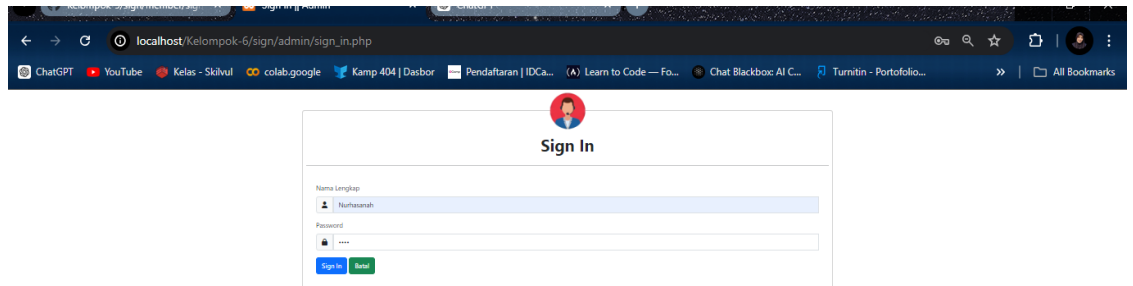 Sign In || Admin
ChatGPT
localhost/Kelompok-6/sign/admin/sign_in.php
ChatGPT YouTube Kelas - Skilvul colab.google Kamp 404 | Dasbor Pendaftaran | IDCa... Learn to Code — Fo... Chat Blackbox: AI C... Turnitin - Portofolio... » All Bookmarks
Sign In
Nama Lengkap
Nurhasanah
Password
••••
Sign In Batal